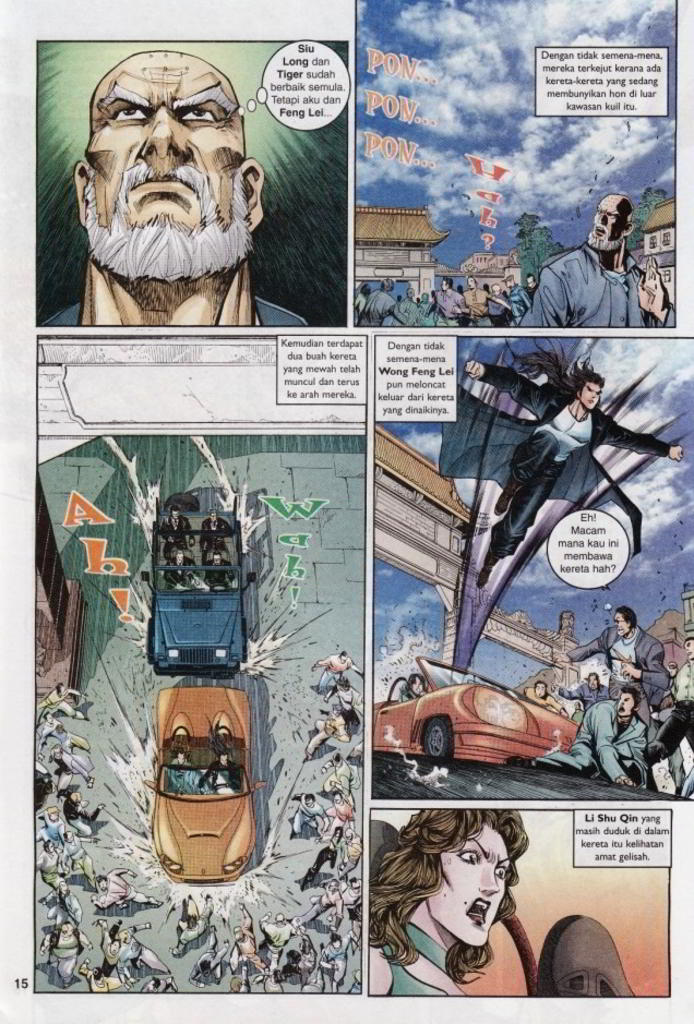 Siu
Long dan
Tiger sudah
berbaik semula.
Tetapi aku dan
Feng Lei...
PON...
PON...
PON...
Dengan tidak semena-mena,
mereka terkejut kerana ada
kereta-kereta yang sedang
membunyikan hon di luar
kawasan kuil itu.
Yah?
Kemudian terdapat
dua buah kereta
yang mewah telah
muncul dan terus
ke arah mereka.
Ah!
Wah!
Dengan tidak
semena-mena
Wong Feng Lei
pun meloncat
keluar dari kereta
yang dinaikinya.
Eh!
Macam
mana kau ini
membawa
kereta hah?
Li Shu Qin yang
masih duduk di dalam
kereta itu kelihatan
amat gelisah.
15